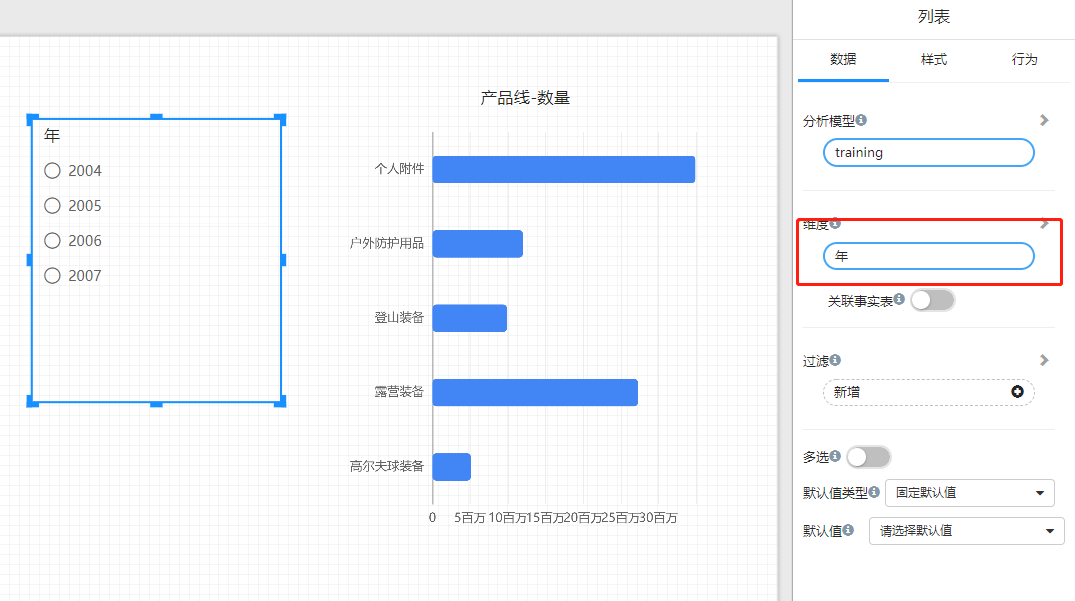 年
2004
2005
2006
2007
产品线-数量
个人附件
户外防护用品
登山装备
露营装备
高尔夫球装备
0 5百万 10百万15百万20百万25百万30百万
列表
数据 样式 行为
分析模型
training
维度
年
关联事实表
过滤
新增
多选
默认值类型 固定默认值
默认值 请选择默认值